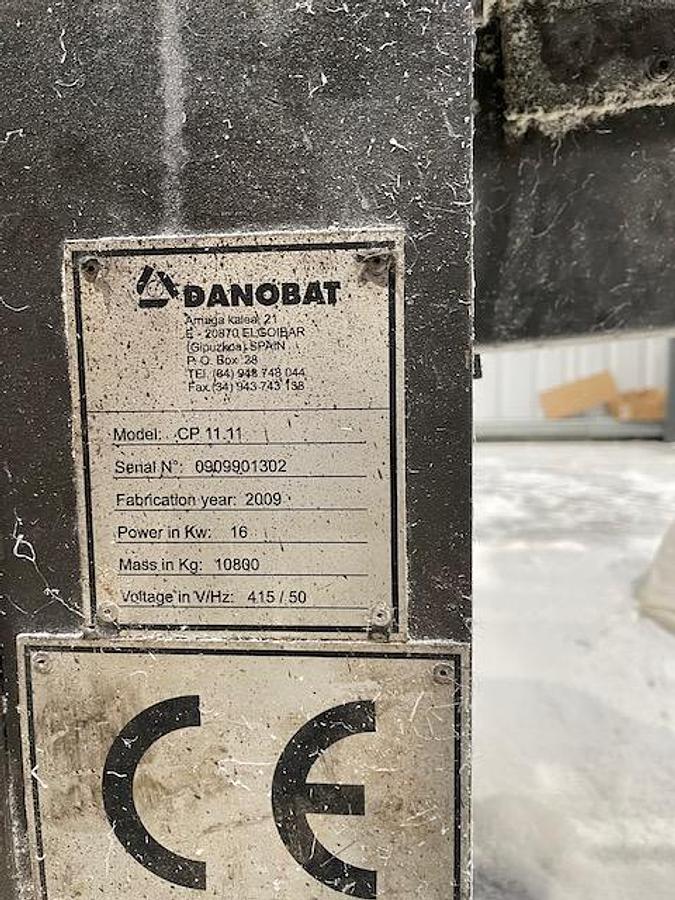 DANOBAT
Arriaga kalea, 21
E - 20870 ELGOIBAR
(Gipuzkoa) SPAIN
P. O. Box 28
TEL. (34) 943 748 044
Fax (34) 943 743 138
Model: CP 11.11
Serial Nº: 0909901302
Fabrication year: 2009
Power in Kw: 16
Mass in Kg: 10800
Voltage in V/Hz: 415 / 50
CE